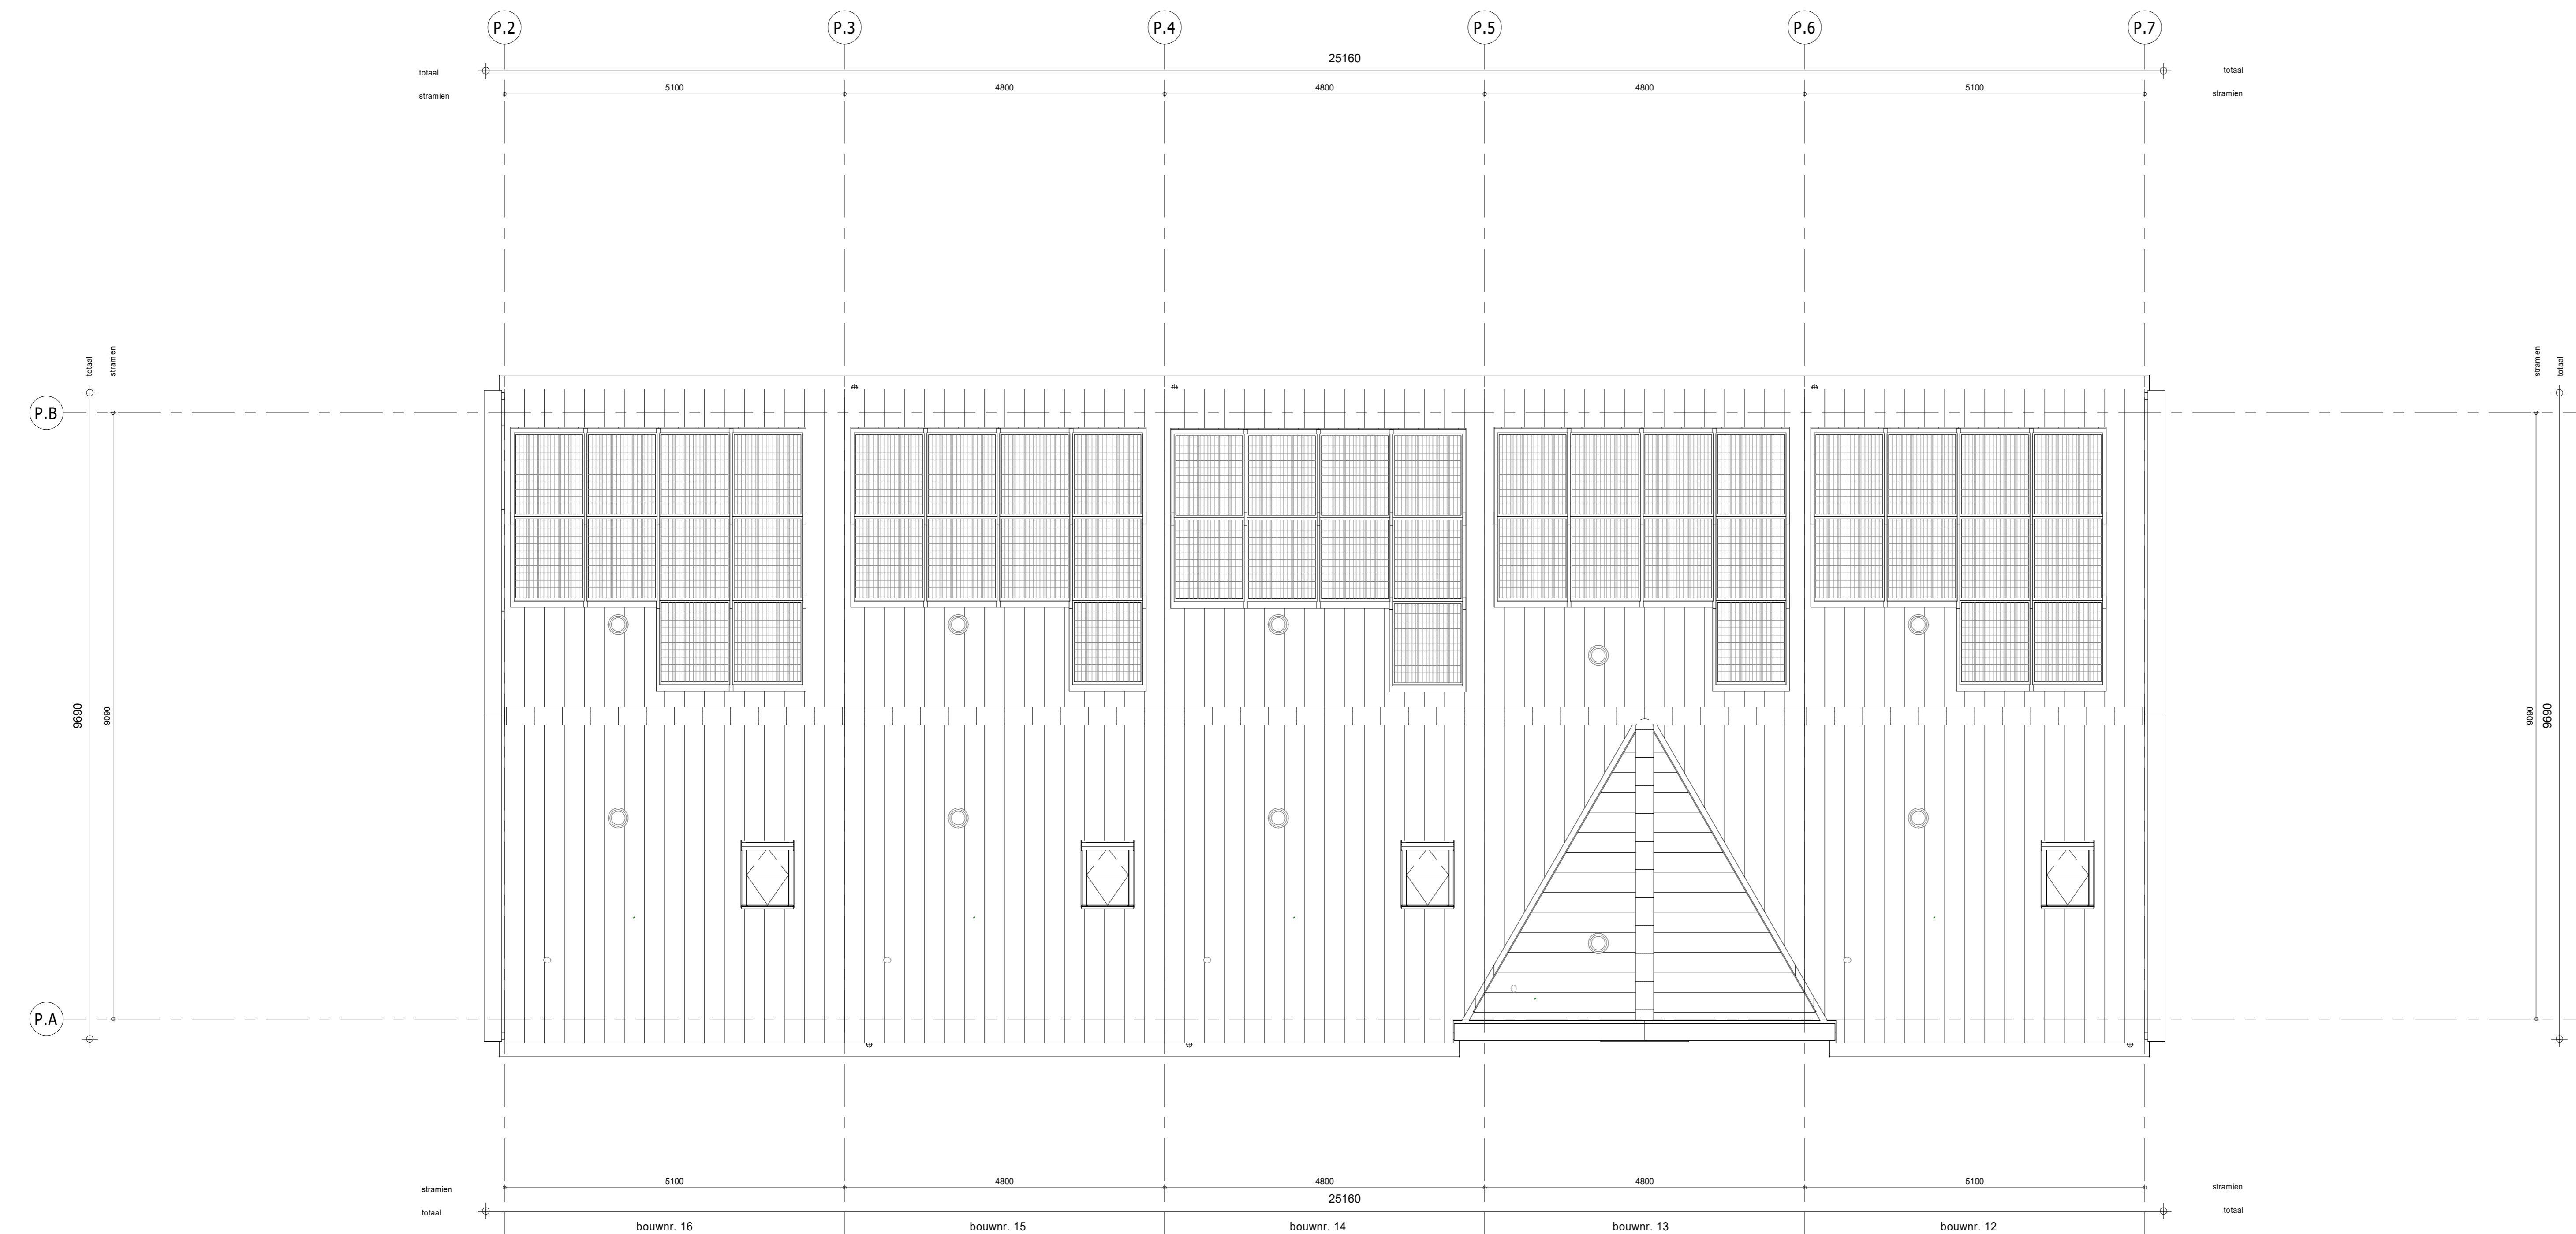 P.2 P.3 P.4 P.5 P.6 P.7
totaal 25160 totaal
stramien 5100 4800 4800 4800 5100 stramien
totaal stramien stramien totaal
P.B
9690 9090 9090 9690
P.A
stramien 5100 4800 4800 4800 5100 stramien
totaal 25160 totaal
bouwnr. 16 bouwnr. 15 bouwnr. 14 bouwnr. 13 bouwnr. 12